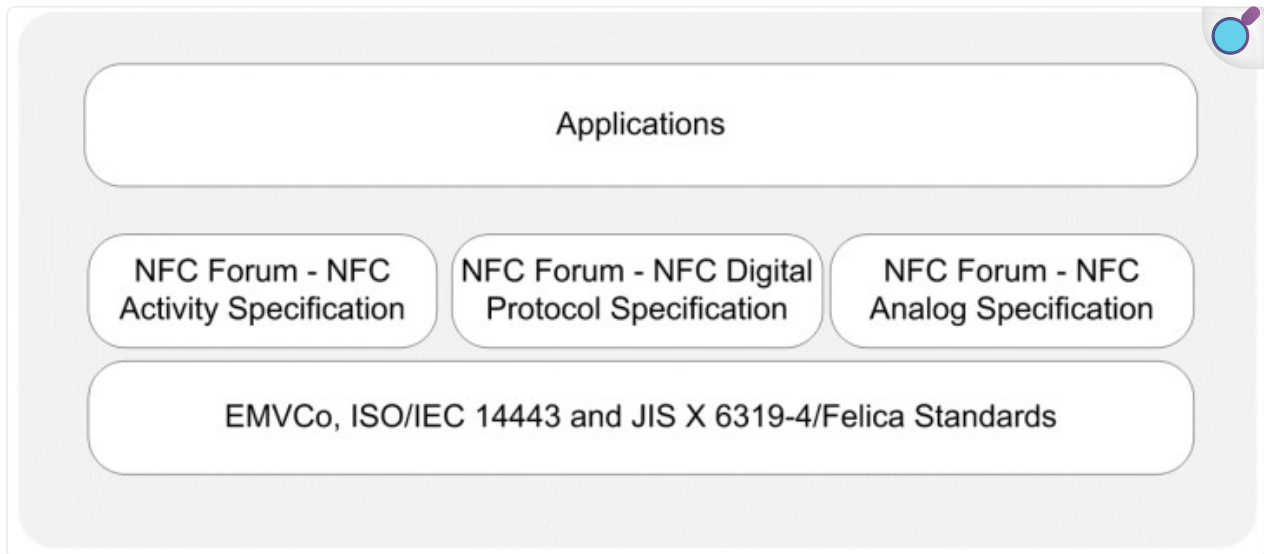 Applications
NFC Forum - NFC
Activity Specification
NFC Forum - NFC Digital
Protocol Specification
NFC Forum - NFC
Analog Specification
EMVCo, ISO/IEC 14443 and JIS X 6319-4/Felica Standards